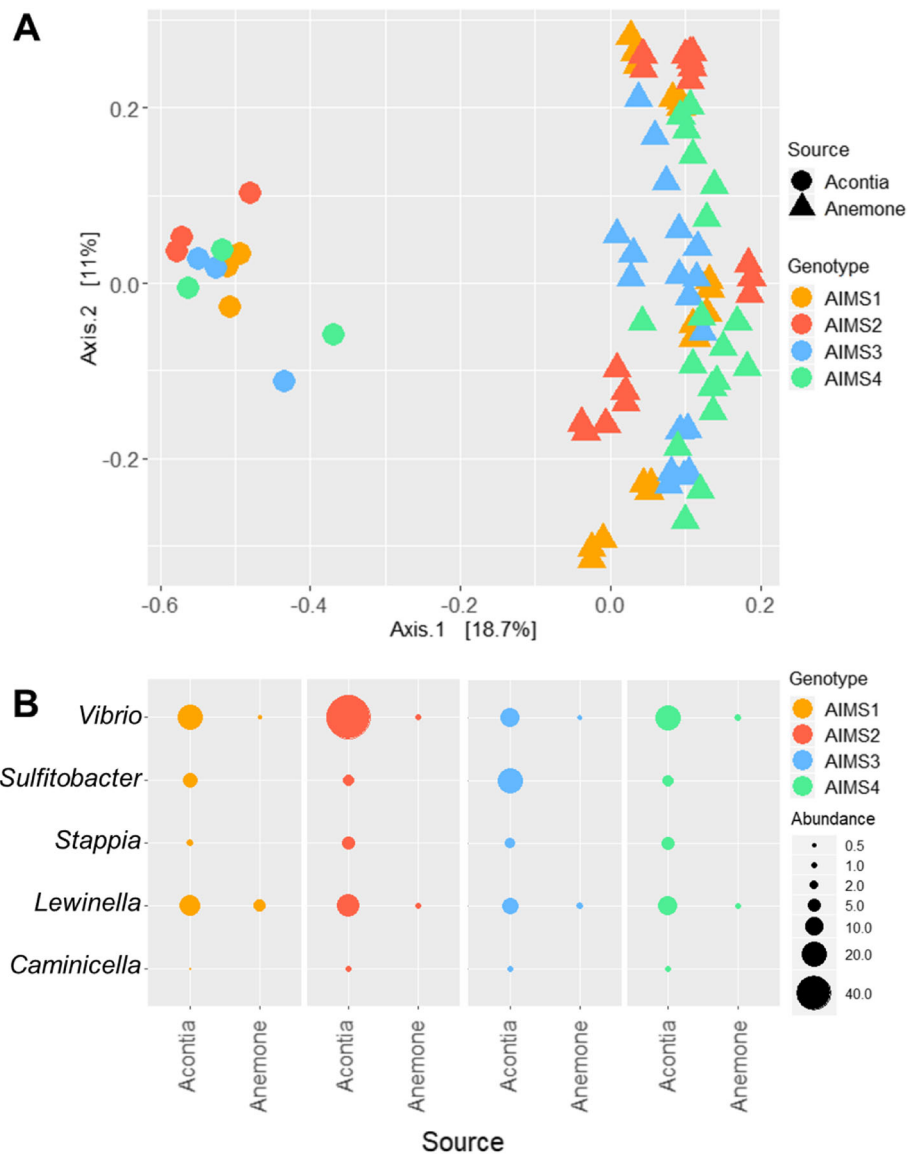 A
Axis.2 [11%]
0.2
0.0
-0.2
-0.6
-0.4
-0.2
0.0
0.2
Axis.1 [18.7%]
Source
Acontia
Anemone
Genotype
AIMS1
AIMS2
AIMS3
AIMS4
B
Vibrio
Sulfitobacter
Stappia
Lewinella
Caminicella
Acontia
Anemone
Acontia
Anemone
Acontia
Anemone
Acontia
Anemone
Source
Genotype
AIMS1
AIMS2
AIMS3
AIMS4
Abundance
0.5
1.0
2.0
5.0
10.0
20.0
40.0